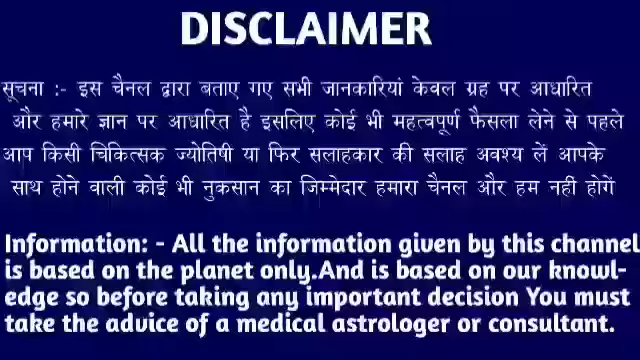 DISCLAIMER
सूचना :- इस चैनल द्वारा बताए गए सभी जानकारियां केवल ग्रह पर आधारित
और हमारे ज्ञान पर आधारित है इसलिए कोई भी महत्वपूर्ण फैसला लेने से पहले
आप किसी चिकित्सक ज्योतिषी या फिर सलाहकार की सलाह अवश्य लें आपके
साथ होने वाली कोई भी नुकसान का जिम्मेदार हमारा चैनल और हम नहीं होगें
Information: - All the information given by this channel
is based on the planet only.And is based on our knowl-
edge so before taking any important decision You must
take the advice of a medical astrologer or consultant.